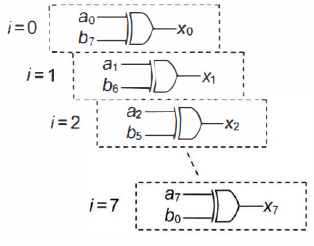 i=0 a₀ b₇ x₀
i=1 a₁ b₆ x₁
i=2 a₂ b₅ x₂
i=7 a₇ b₀ x₇